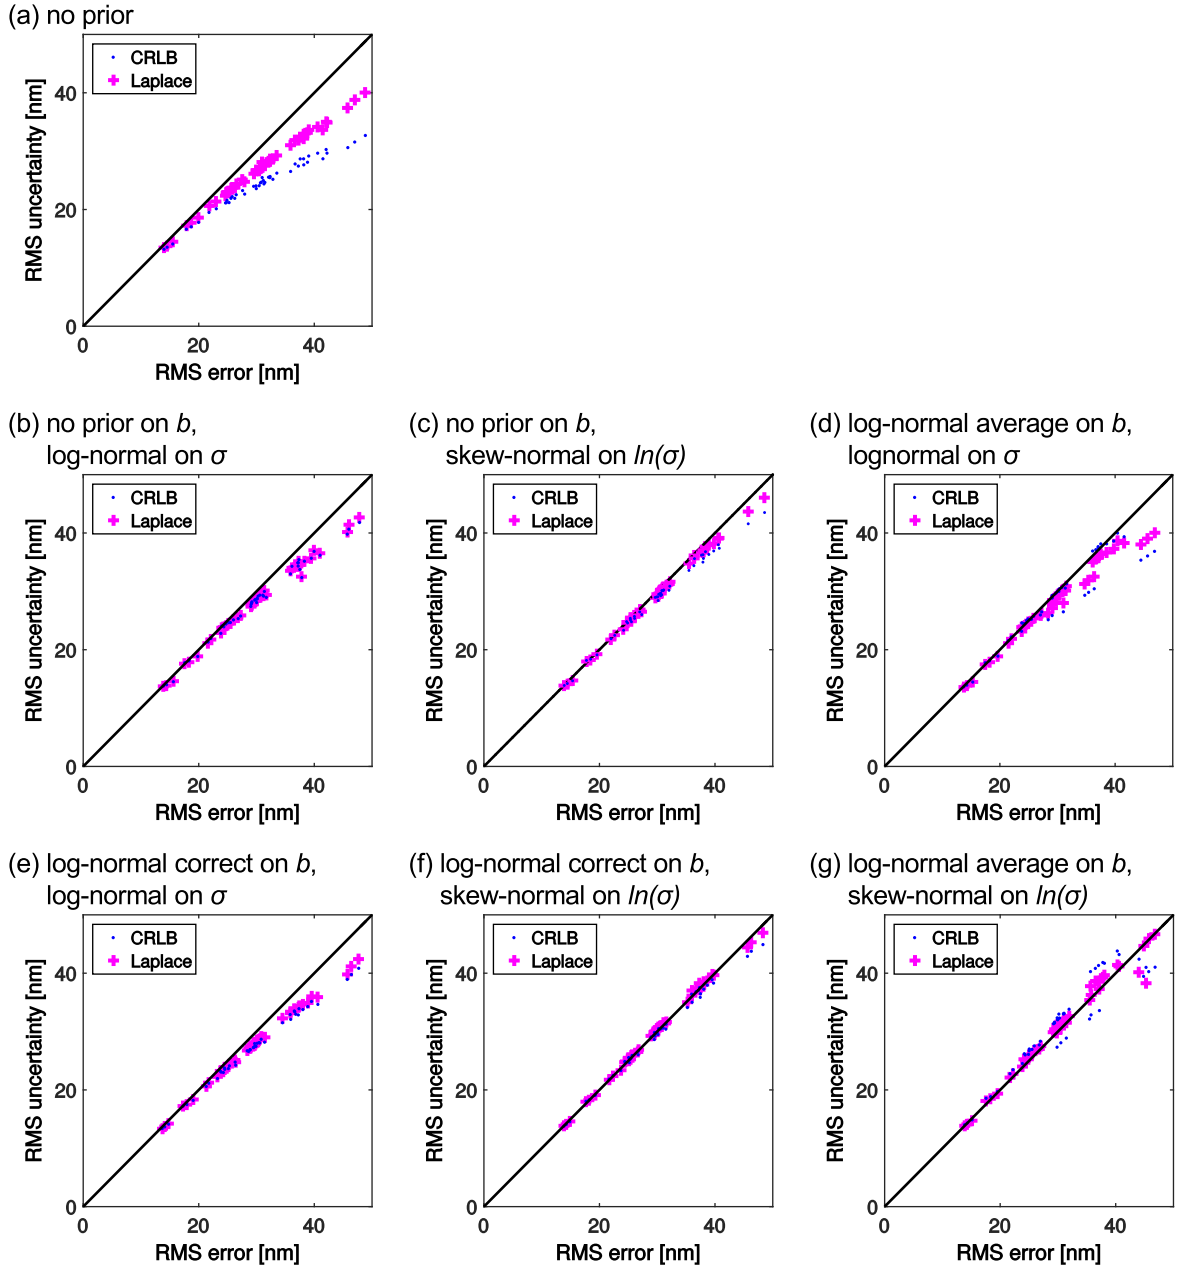 (a) no prior
CRLB
Laplace
40
20
0
0 20 40
RMS uncertainty [nm]
RMS error [nm]
(b) no prior on b,
log-normal on σ
CRLB
Laplace
40
20
0
0 20 40
RMS uncertainty [nm]
RMS error [nm]
(c) no prior on b,
skew-normal on ln(σ)
CRLB
Laplace
40
20
0
0 20 40
RMS uncertainty [nm]
RMS error [nm]
(d) log-normal average on b,
lognormal on σ
CRLB
Laplace
40
20
0
0 20 40
RMS uncertainty [nm]
RMS error [nm]
(e) log-normal correct on b,
log-normal on σ
CRLB
Laplace
40
20
0
0 20 40
RMS uncertainty [nm]
RMS error [nm]
(f) log-normal correct on b,
skew-normal on ln(σ)
CRLB
Laplace
40
20
0
0 20 40
RMS uncertainty [nm]
RMS error [nm]
(g) log-normal average on b,
skew-normal on ln(σ)
CRLB
Laplace
40
20
0
0 20 40
RMS uncertainty [nm]
RMS error [nm]